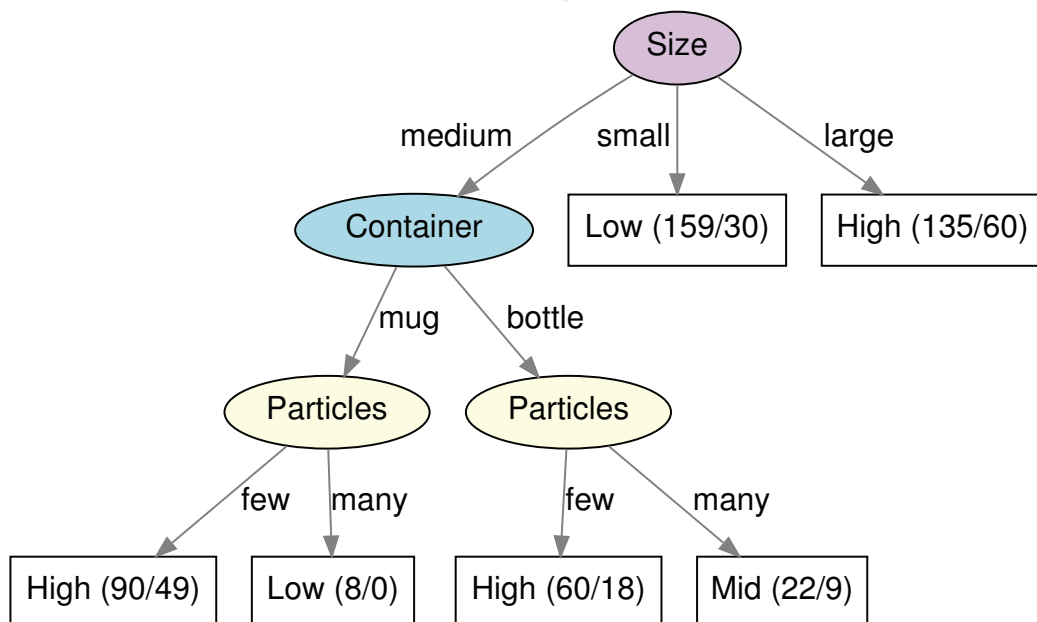 Size
medium
small
large
Container
Low (159/30)
High (135/60)
mug
bottle
Particles
Particles
few
many
few
many
High (90/49)
Low (8/0)
High (60/18)
Mid (22/9)